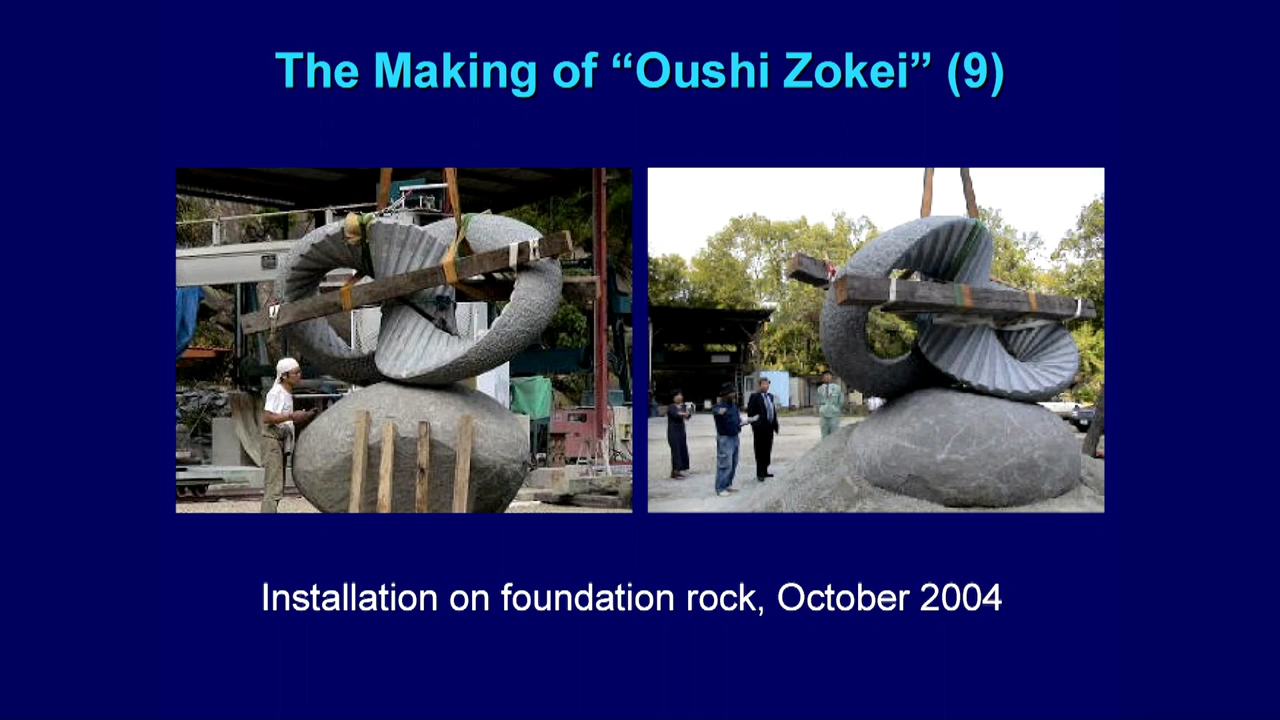 The Making of “Oushi Zokei” (9)
Installation on foundation rock, October 2004